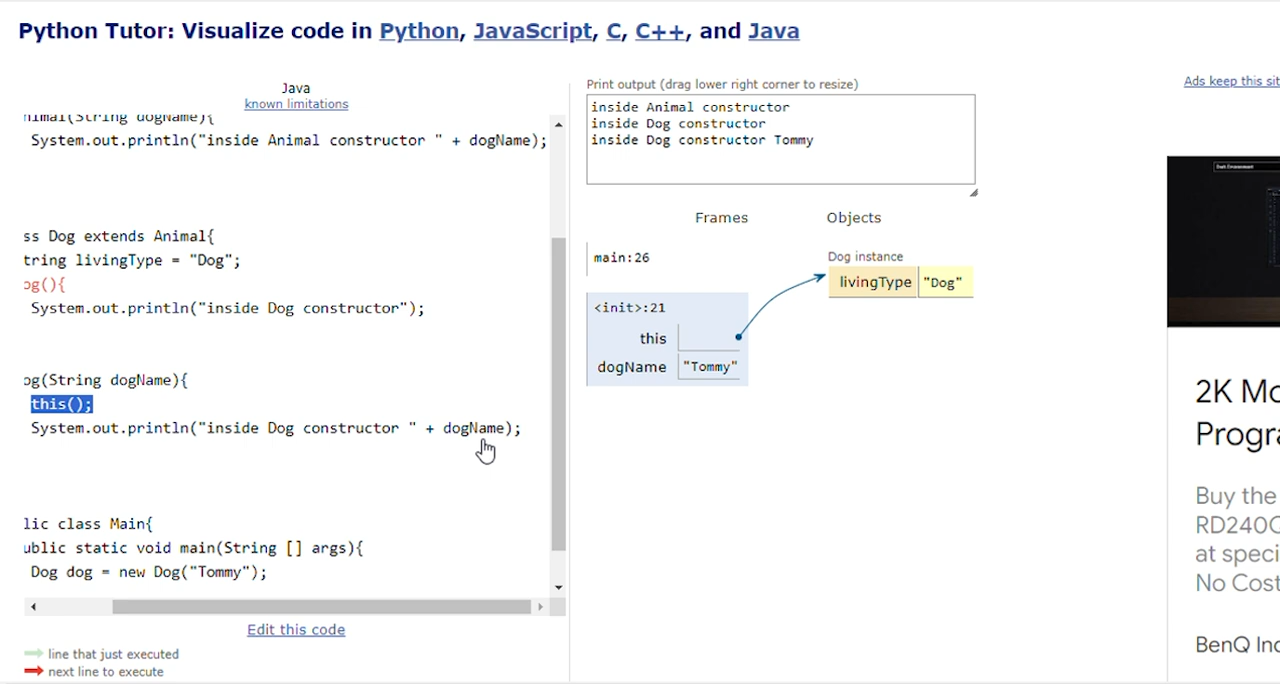 Python Tutor: Visualize code in Python, JavaScript, C, C++, and Java
Java
known limitations
nimal(String dogName){
System.out.println("inside Animal constructor " + dogName);
ss Dog extends Animal{
tring livingType = "Dog";
og(){
System.out.println("inside Dog constructor");
og(String dogName){
this();
System.out.println("inside Dog constructor " + dogName);
lic class Main{
ublic static void main(String [] args){
Dog dog = new Dog("Tommy");
Edit this code
line that just executed
next line to execute
Print output (drag lower right corner to resize)
inside Animal constructor
inside Dog constructor
inside Dog constructor Tommy
Frames
Objects
main:26
Dog instance
livingType "Dog"
<init>:21
this
dogName "Tommy"
Ads keep this sit
2K Mo
Progra
Buy the
RD240Q
at speci
No Cost
BenQ Ind